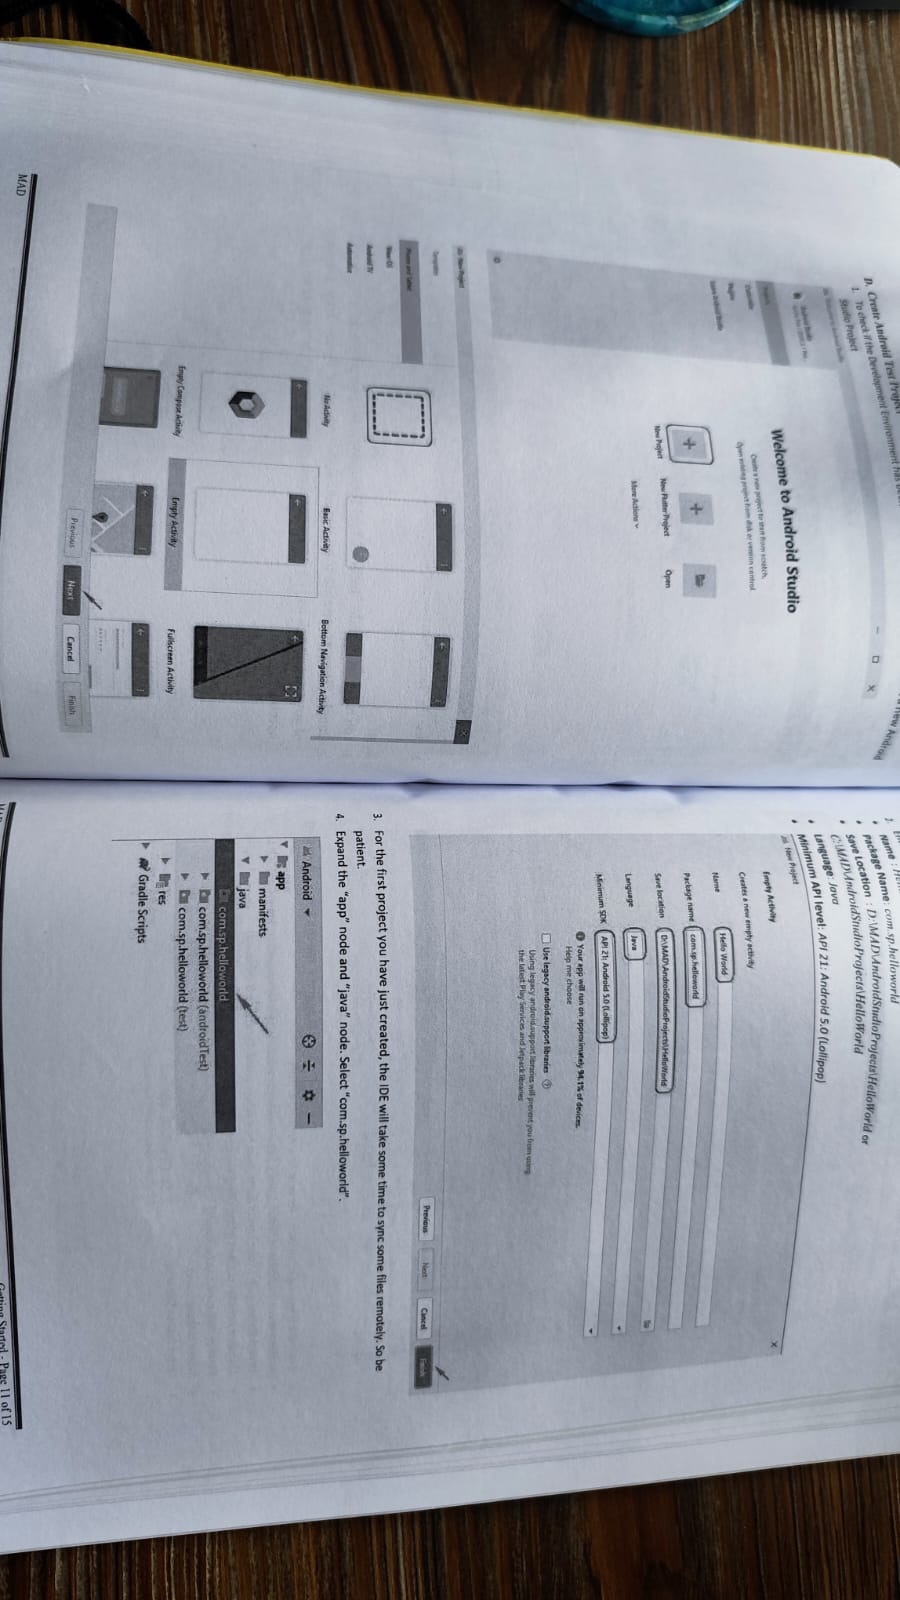 D. Create Android Test Project
1. To check if the Development Environment has
New Android
Studio Project
Welcome to Android Studio
Create a new project to start from scratch.
Open existing project from disk or version control.
New Project
New Flutter Project
Open
More Actions
New Project
Templates
Phone and Tablet
Wear OS
Android TV
Automotive
No Activity
Basic Activity
Bottom Navigation Activity
Empty Compose Activity
Empty Activity
Fullscreen Activity
Previous
Next
Cancel
Finish
MAD
Name :
Package Name: com.sp.helloworld
Save Location : D:\MAD\AndroidStudioProjects\HelloWorld or
C:\MAD\AndroidStudioProjects\HelloWorld
Language: Java
Minimum API level: API 21: Android 5.0 (Lollipop)
New Project
Empty Activity
Creates a new empty activity
Name
Hello World
Package name
com.sp.helloworld
Save location
D:\MAD\AndroidStudioProjects\HelloWorld
Language
Java
Minimum SDK
API 21: Android 5.0 (Lollipop)
Your app will run on approximately 94.1% of devices.
Help me choose
Use legacy android.support libraries
Using legacy android.support libraries will prevent you from using
the latest Play Services and Jetpack libraries
Previous
Next
Cancel
Finish
3. For the first project you have just created, the IDE will take some time to sync some files remotely. So be
patient.
4. Expand the "app" node and "java" node. Select "com.sp.helloworld".
Android
app
manifests
java
com.sp.helloworld
com.sp.helloworld (androidTest)
com.sp.helloworld (test)
res
Gradle Scripts
Getting Started - Page 11 of 15